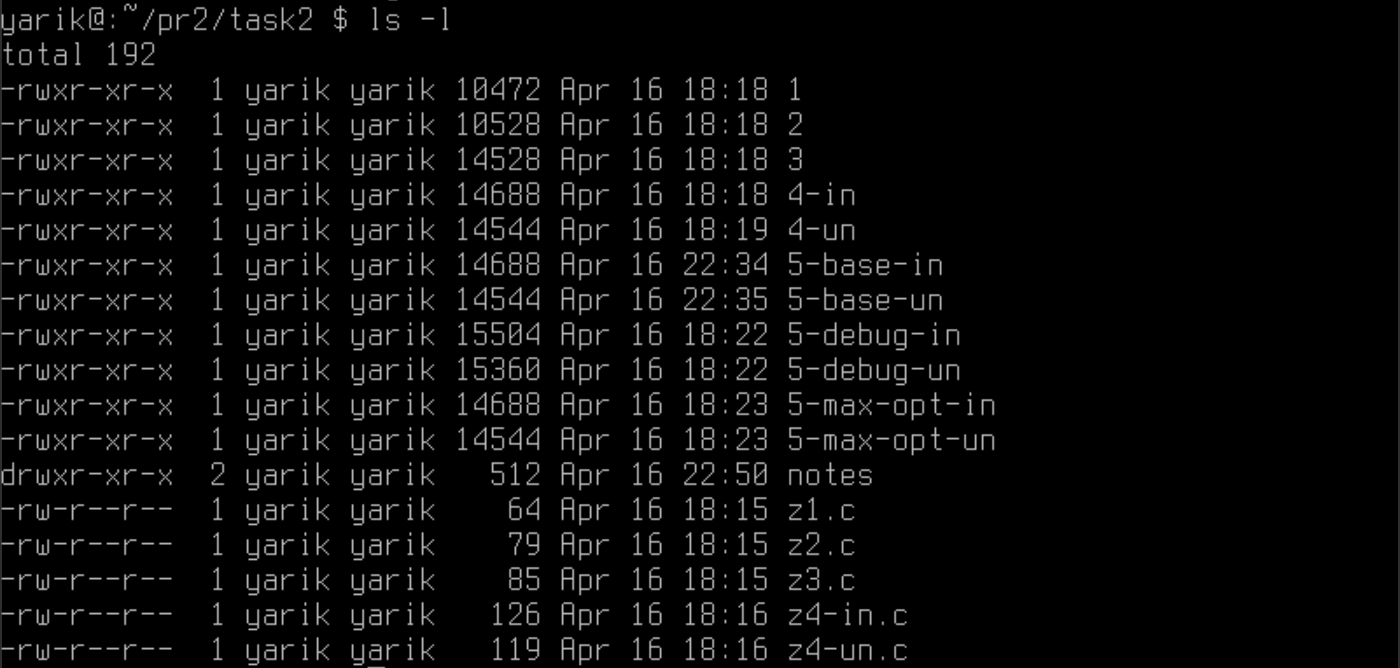 yarik@:~/pr2/task2 $ ls -l
total 192
-rwxr-xr-x  1 yarik yarik 10472 Apr 16 18:18 1
-rwxr-xr-x  1 yarik yarik 10528 Apr 16 18:18 2
-rwxr-xr-x  1 yarik yarik 14528 Apr 16 18:18 3
-rwxr-xr-x  1 yarik yarik 14688 Apr 16 18:18 4-in
-rwxr-xr-x  1 yarik yarik 14544 Apr 16 18:19 4-un
-rwxr-xr-x  1 yarik yarik 14688 Apr 16 22:34 5-base-in
-rwxr-xr-x  1 yarik yarik 14544 Apr 16 22:35 5-base-un
-rwxr-xr-x  1 yarik yarik 15504 Apr 16 18:22 5-debug-in
-rwxr-xr-x  1 yarik yarik 15360 Apr 16 18:22 5-debug-un
-rwxr-xr-x  1 yarik yarik 14688 Apr 16 18:23 5-max-opt-in
-rwxr-xr-x  1 yarik yarik 14544 Apr 16 18:23 5-max-opt-un
drwxr-xr-x  2 yarik yarik   512 Apr 16 22:50 notes
-rw-r--r--  1 yarik yarik    64 Apr 16 18:15 z1.c
-rw-r--r--  1 yarik yarik    79 Apr 16 18:15 z2.c
-rw-r--r--  1 yarik yarik    85 Apr 16 18:15 z3.c
-rw-r--r--  1 yarik yarik   126 Apr 16 18:16 z4-in.c
-rw-r--r--  1 yarik yarik   119 Apr 16 18:16 z4-un.c